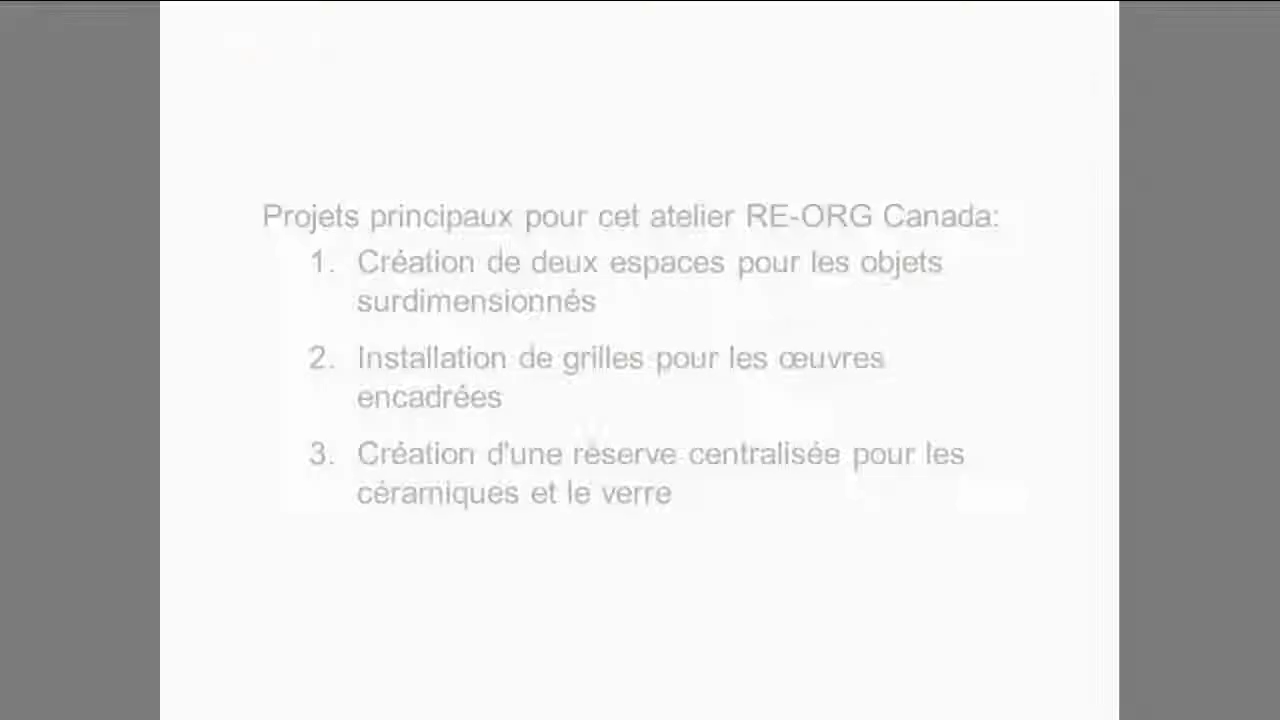 Projets principaux pour cet atelier RE-ORG Canada:
1. Création de deux espaces pour les objets
surdimensionnés
2. Installation de grilles pour les œuvres
encadrées
3. Création d'une réserve centralisée pour les
céramiques et le verre